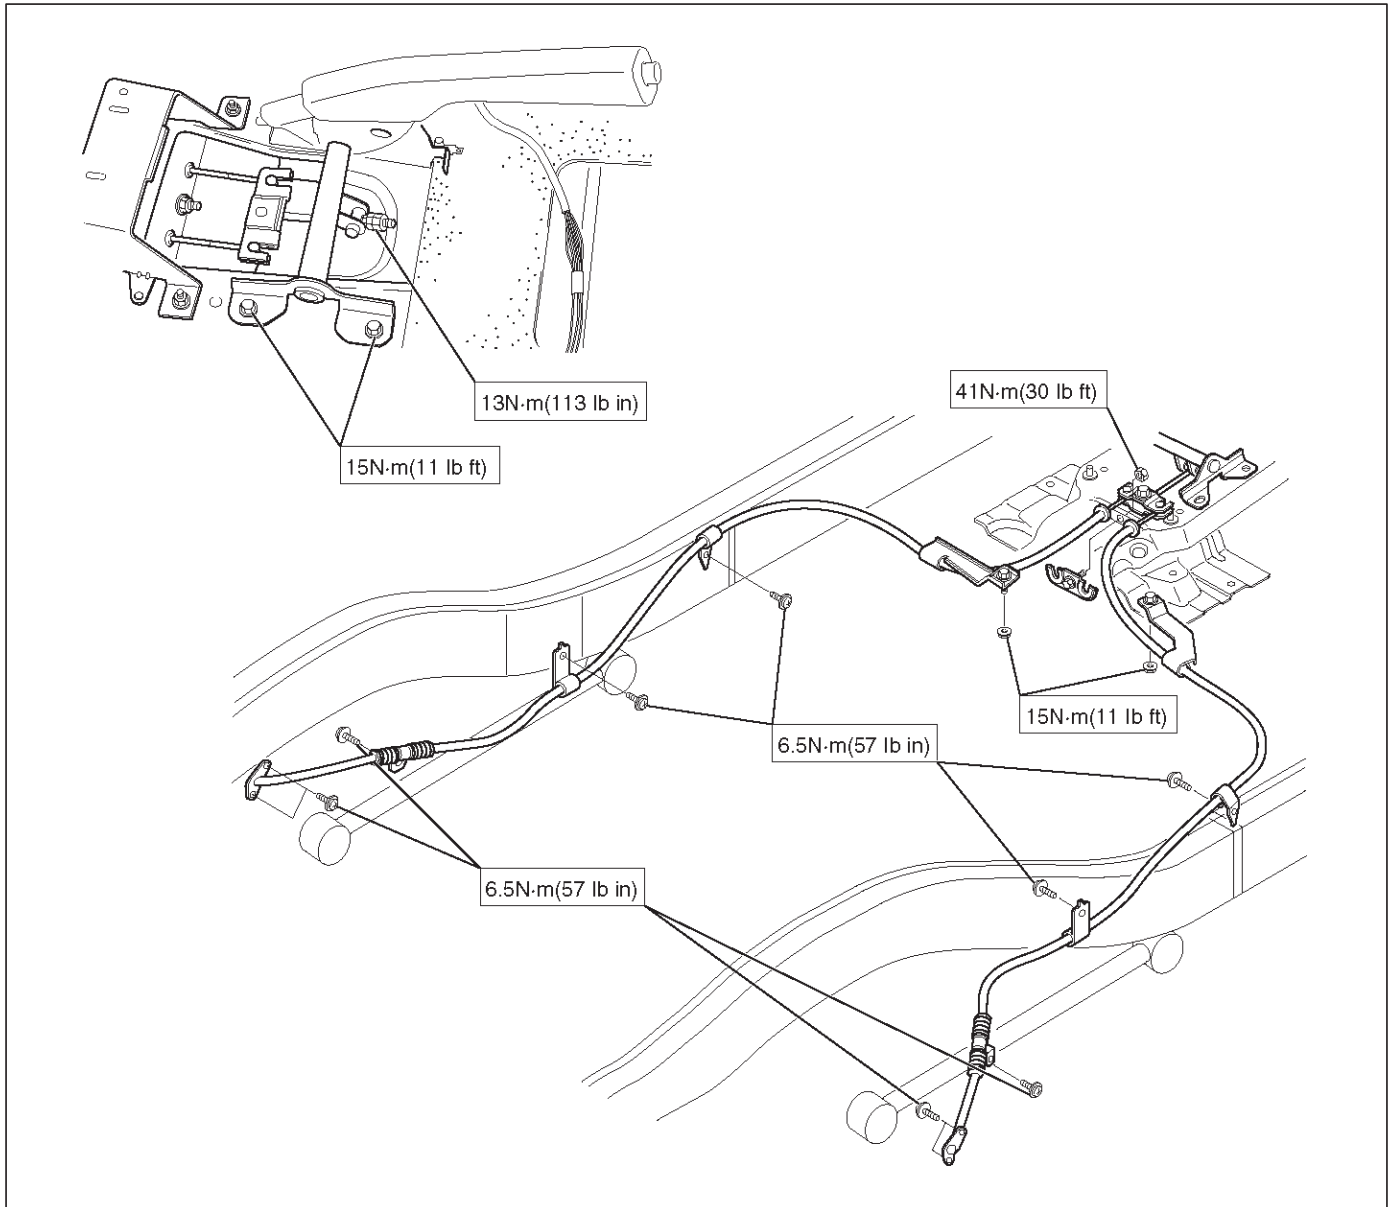 13N·m(113 lb in)
41N·m(30 lb ft)
15N·m(11 lb ft)
15N·m(11 lb ft)
6.5N·m(57 lb in)
6.5N·m(57 lb in)